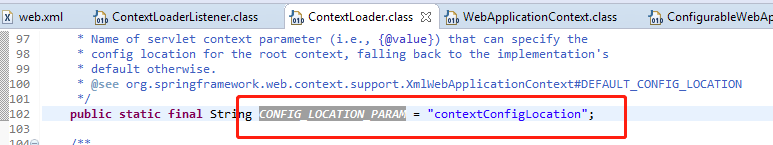 web.xml ContextLoaderListener.class ContextLoader.class WebApplicationContext.class ConfigurableWebAp
97 * Name of servlet context parameter (i.e., {@value}) that can specify the
98 * config location for the root context, falling back to the implementation's
99 * default otherwise.
100 * @see org.springframework.web.context.support.XmlWebApplicationContext#DEFAULT_CONFIG_LOCATION
101 */
102 public static final String CONFIG_LOCATION_PARAM = "contextConfigLocation";
103
104 /**